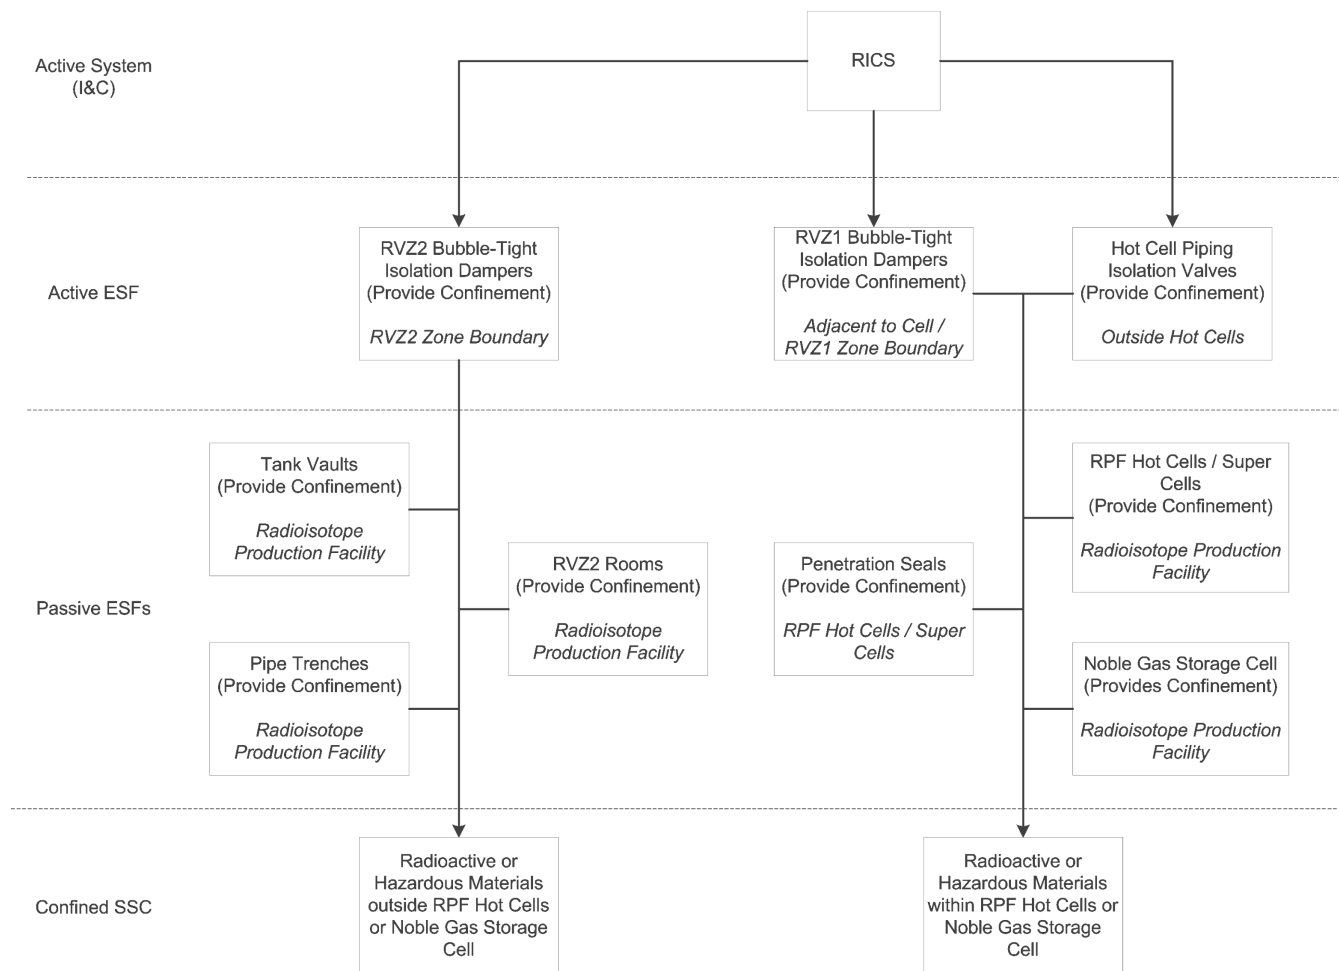 Active System
(I&C)
RICS
Active ESF
RVZ2 Bubble-Tight
Isolation Dampers
(Provide Confinement)
RVZ2 Zone Boundary
RVZ1 Bubble-Tight
Isolation Dampers
(Provide Confinement)
Adjacent to Cell /
RVZ1 Zone Boundary
Hot Cell Piping
Isolation Valves
(Provide Confinement)
Outside Hot Cells
Passive ESFs
Tank Vaults
(Provide Confinement)
Radioisotope
Production Facility
RVZ2 Rooms
(Provide Confinement)
Radioisotope
Production Facility
Pipe Trenches
(Provide Confinement)
Radioisotope
Production Facility
Penetration Seals
(Provide Confinement)
RPF Hot Cells / Super
Cells
RPF Hot Cells / Super
Cells
(Provide Confinement)
Radioisotope Production
Facility
Noble Gas Storage Cell
(Provides Confinement)
Radioisotope Production
Facility
Confined SSC
Radioactive or
Hazardous Materials
outside RPF Hot Cells
or Noble Gas Storage
Cell
Radioactive or
Hazardous Materials
within RPF Hot Cells or
Noble Gas Storage
Cell